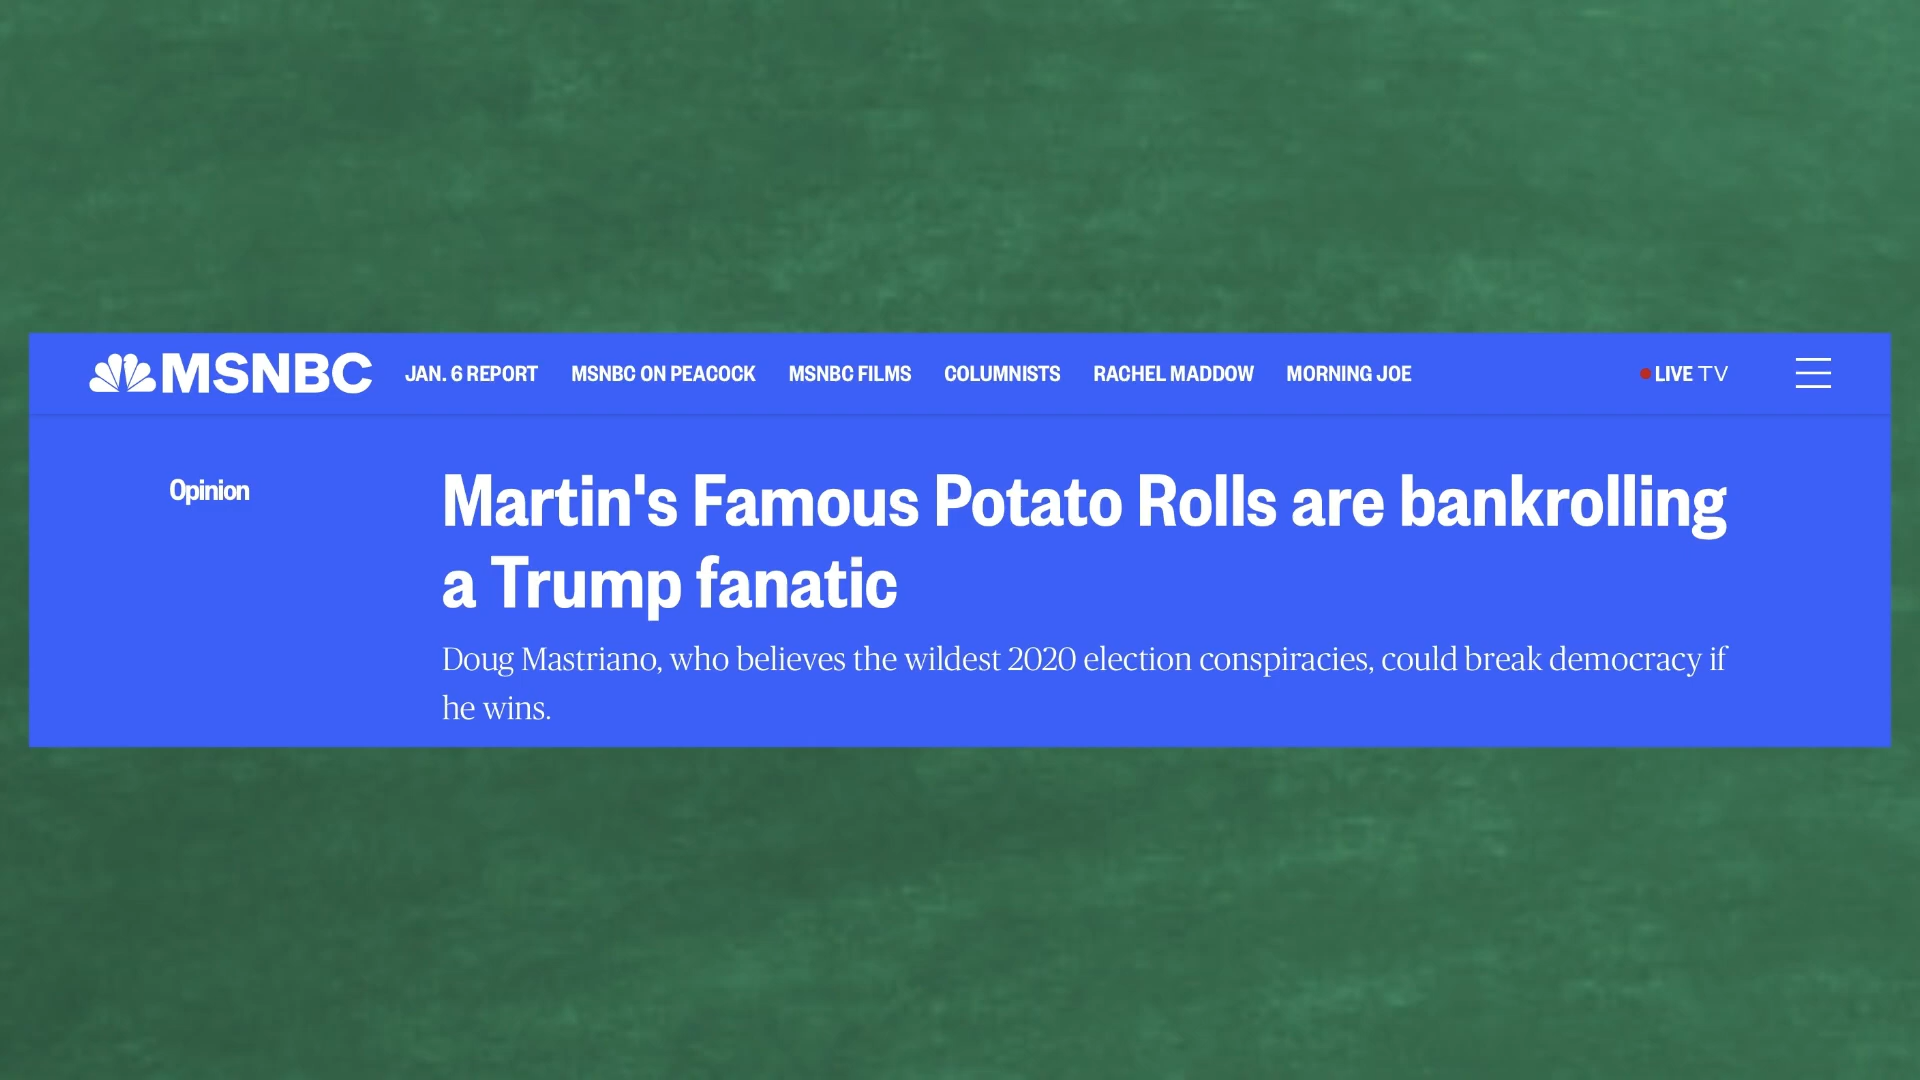 MSNBC JAN. 6 REPORT MSNBC ON PEACOCK MSNBC FILMS COLUMNISTS RACHEL MADDOW MORNING JOE LIVE TV
Opinion
Martin's Famous Potato Rolls are bankrolling
a Trump fanatic
Doug Mastriano, who believes the wildest 2020 election conspiracies, could break democracy if
he wins.